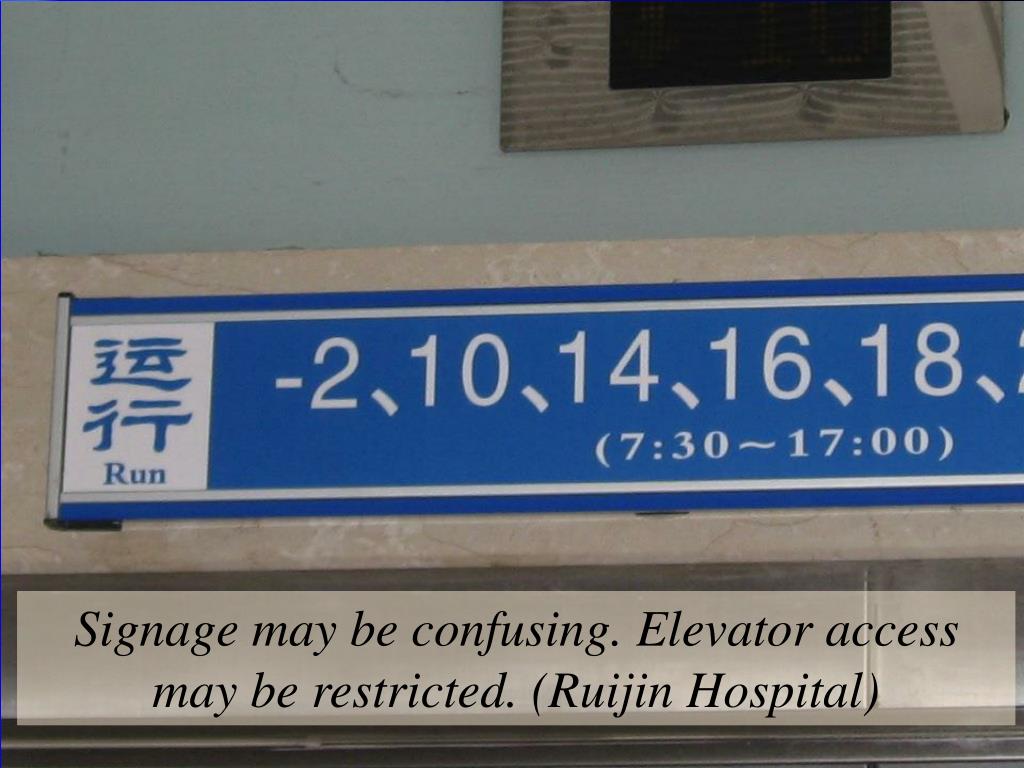 运行
Run
-2、10、14、16、18、
(7:30~17:00)
Signage may be confusing. Elevator access
may be restricted. (Ruijin Hospital)